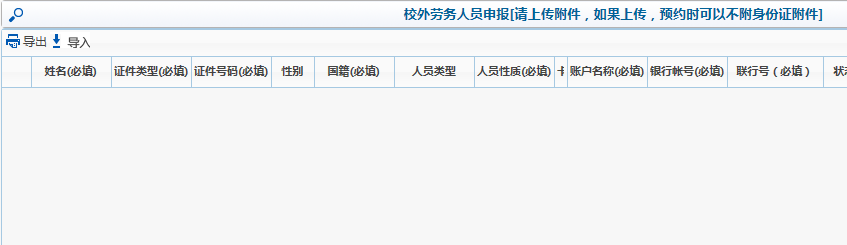 校外劳务人员申报[请上传附件，如果上传，预约时可以不附身份证附件]
导出 导入
姓名(必填) 证件类型(必填) 证件号码(必填) 性别 国籍(必填) 人员类型 人员性质(必填) 账户名称(必填) 银行帐号(必填) 联行号（必填）